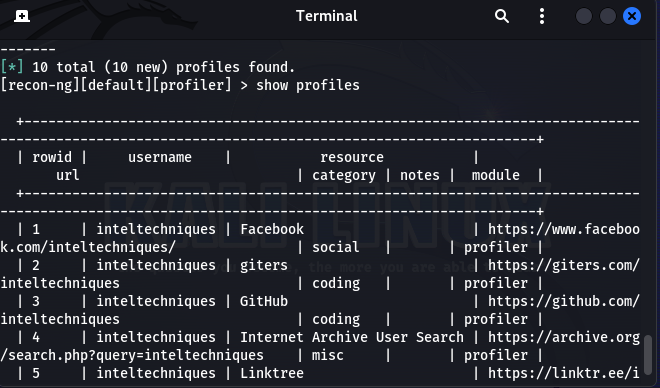 Terminal
-------
[*] 10 total (10 new) profiles found.
[recon-ng][default][profiler] > show profiles
+---------------------------------------------------------------------------
-----------------------------------------------------------------+
| rowid |     username    |           resource           |
url                            | category | notes |  module  |
+---------------------------------------------------------------------------
-----------------------------------------------------------------+
| 1     | inteltechniques | Facebook                     | https://www.faceboo
k.com/inteltechniques/               | social   |       | profiler |
| 2     | inteltechniques | giters                       | https://giters.com/
inteltechniques                      | coding   |       | profiler |
| 3     | inteltechniques | GitHub                       | https://github.com/
inteltechniques                      | coding   |       | profiler |
| 4     | inteltechniques | Internet Archive User Search | https://archive.org
/search.php?query=inteltechniques    | misc     |       | profiler |
| 5     | inteltechniques | Linktree                     | https://linktr.ee/i
KALI LINUX